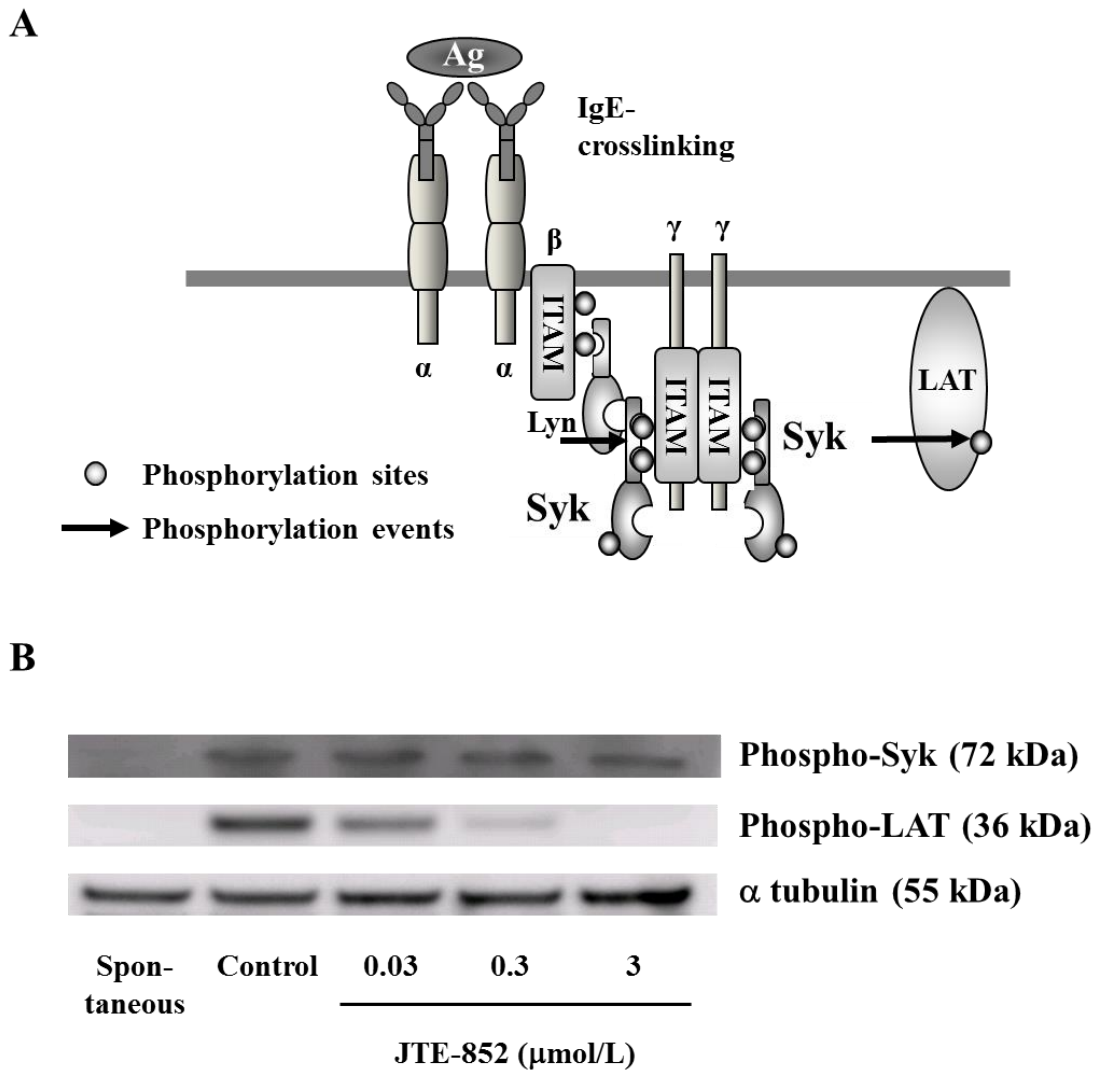 A
Ag
IgE-
crosslinking
β
γ γ
ITAM
α α
LAT
Lyn
ITAM
ITAM
Syk
Phosphorylation sites
Syk
Phosphorylation events
B
Phospho-Syk (72 kDa)
Phospho-LAT (36 kDa)
α tubulin (55 kDa)
Spon-
taneous
Control
0.03
0.3
3
JTE-852 (μmol/L)